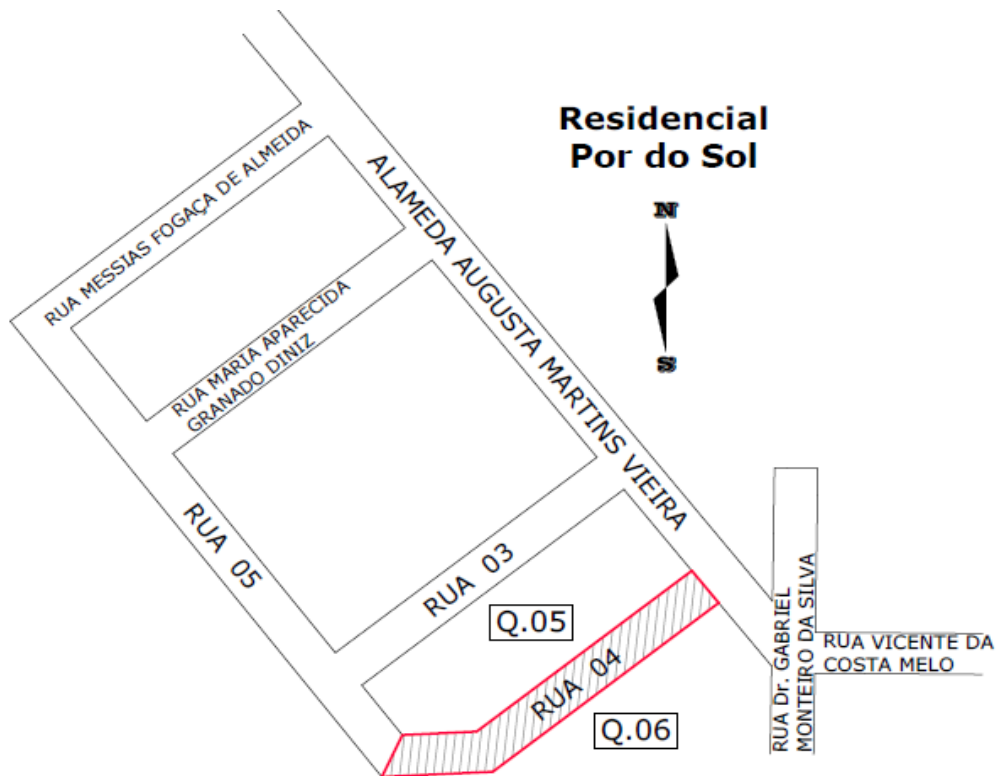 Residencial
Por do Sol
N
S
RUA MESSIAS FOGAÇA DE ALMEIDA
ALAMEDA AUGUSTA MARTINS VIEIRA
RUA MARIA APARECIDA
GRANADO DINIZ
RUA 05
RUA 03
Q.05
RUA 04
Q.06
RUA Dr. GABRIEL
MONTEIRO DA SILVA
RUA VICENTE DA
COSTA MELO